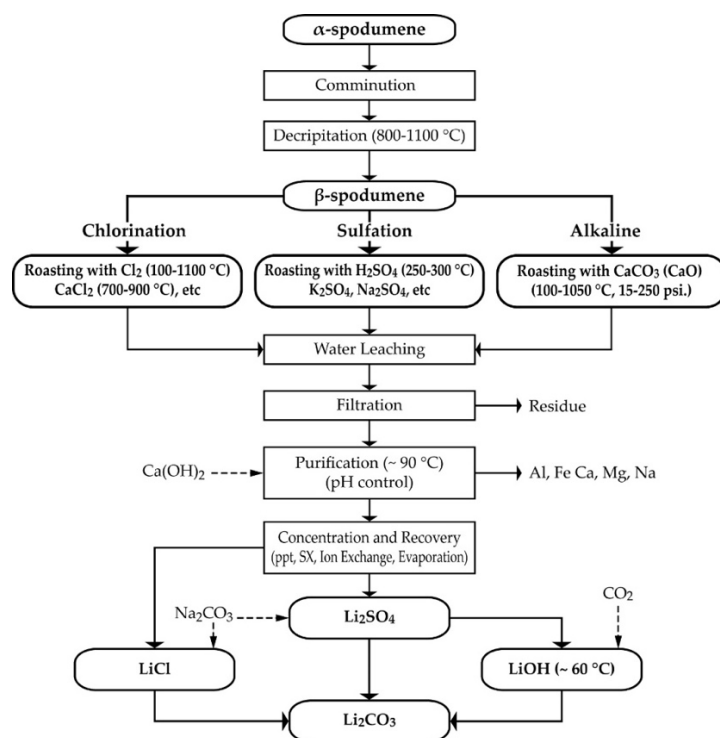 α-spodumene
Comminution
Decripitation (800-1100 °C)
β-spodumene
Chlorination
Sulfation
Alkaline
Roasting with Cl₂ (100-1100 °C)
CaCl₂ (700-900 °C), etc
Roasting with H₂SO₄ (250-300 °C)
K₂SO₄, Na₂SO₄, etc
Roasting with CaCO₃ (CaO)
(100-1050 °C, 15-250 psi.)
Water Leaching
Filtration
Residue
Ca(OH)₂
Purification (~ 90 °C)
(pH control)
Al, Fe Ca, Mg, Na
Concentration and Recovery
(ppt, SX, Ion Exchange, Evaporation)
Na₂CO₃
Li₂SO₄
CO₂
LiCl
LiOH (~ 60 °C)
Li₂CO₃